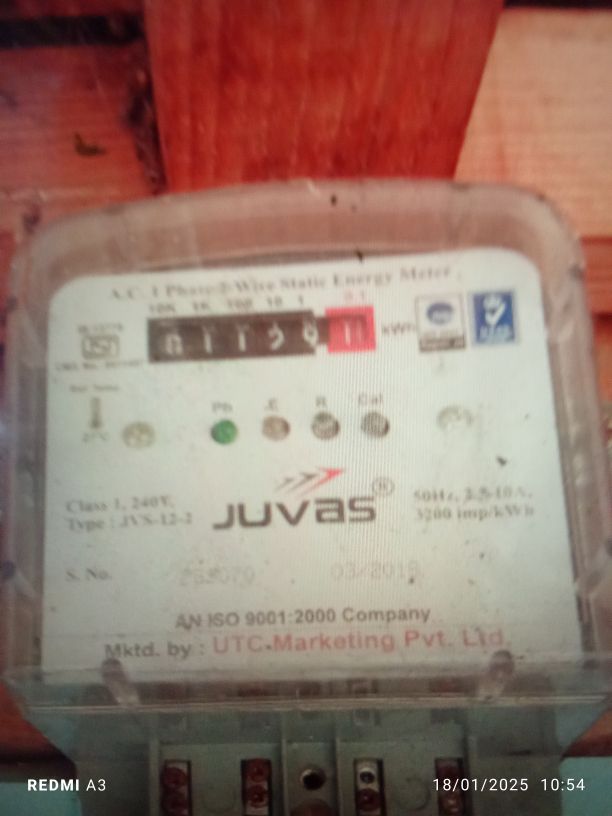 A.C. 1 Phase 2-Wire Static Energy Meter
10K 1K 100 10 1 0.1
kWh
ISI
Ph E R Cal
Class 1, 240V,
Type : JVS-12-2
JUVAS®
50Hz, 2.5-10A,
3200 imp/kWh
S. No.
AN ISO 9001:2000 Company
Mktd. by : UTC Marketing Pvt. Ltd.
REDMI A3
18/01/2025 10:54